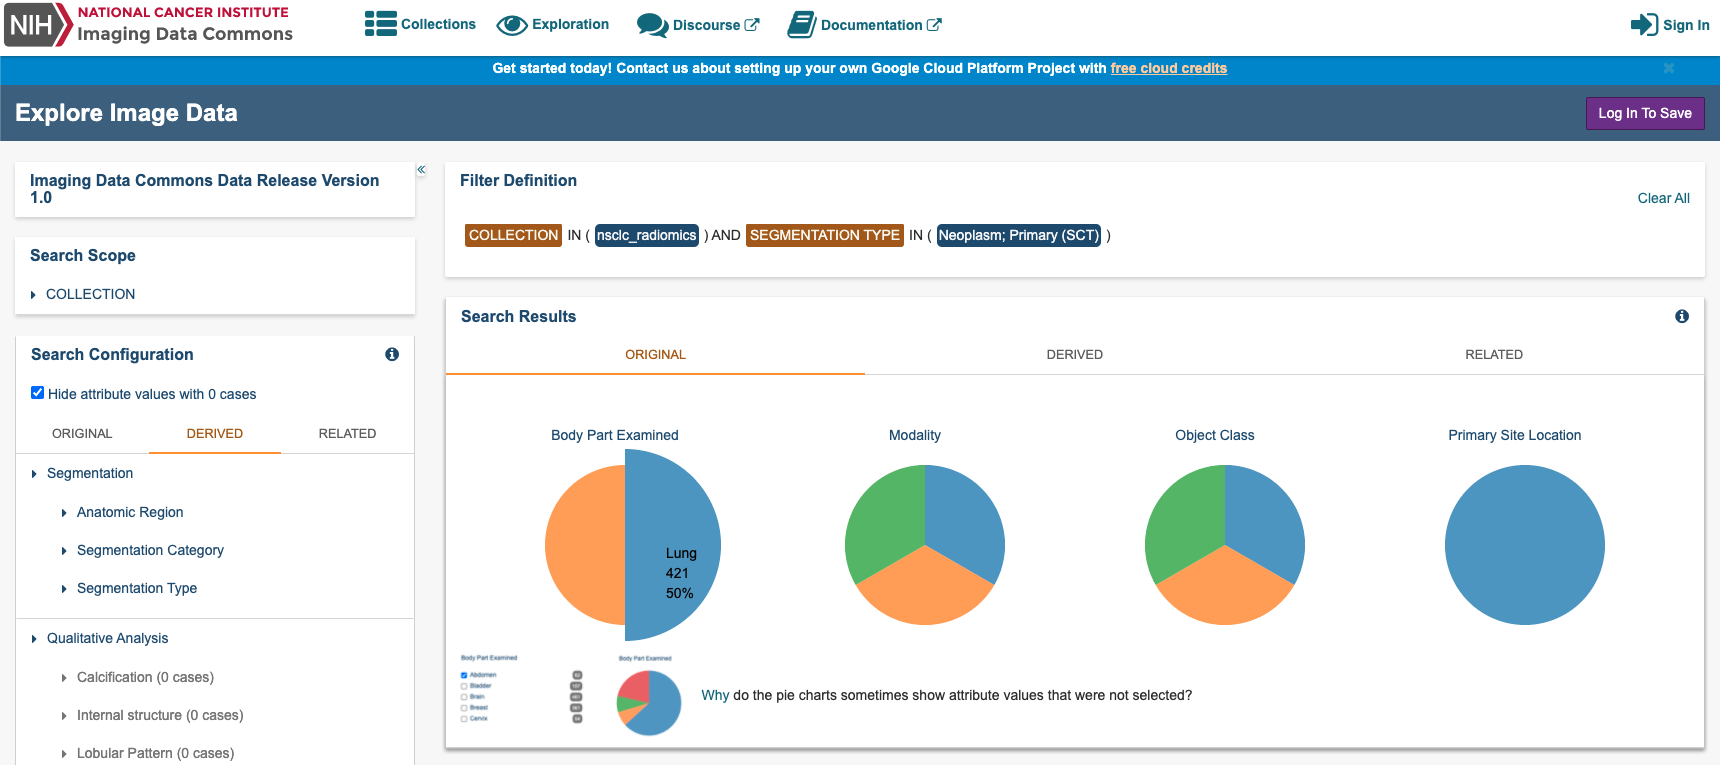 NIH NATIONAL CANCER INSTITUTE
Imaging Data Commons
Collections
Exploration
Discourse
Documentation
Sign In
Get started today! Contact us about setting up your own Google Cloud Platform Project with free cloud credits
Explore Image Data
Log In To Save
Imaging Data Commons Data Release Version
1.0
Search Scope
COLLECTION
Search Configuration
Hide attribute values with 0 cases
ORIGINAL DERIVED RELATED
Segmentation
Anatomic Region
Segmentation Category
Segmentation Type
Qualitative Analysis
Calcification (0 cases)
Internal structure (0 cases)
Lobular Pattern (0 cases)
Filter Definition
Clear All
COLLECTION IN ( nsclc_radiomics ) AND SEGMENTATION TYPE IN ( Neoplasm; Primary (SCT) )
Search Results
ORIGINAL DERIVED RELATED
Body Part Examined
Modality
Object Class
Primary Site Location
Lung
421
50%
Body Part Examined
Abdomen
Bladder
Brain
Breast
Cervix
Body Part Examined
Why do the pie charts sometimes show attribute values that were not selected?